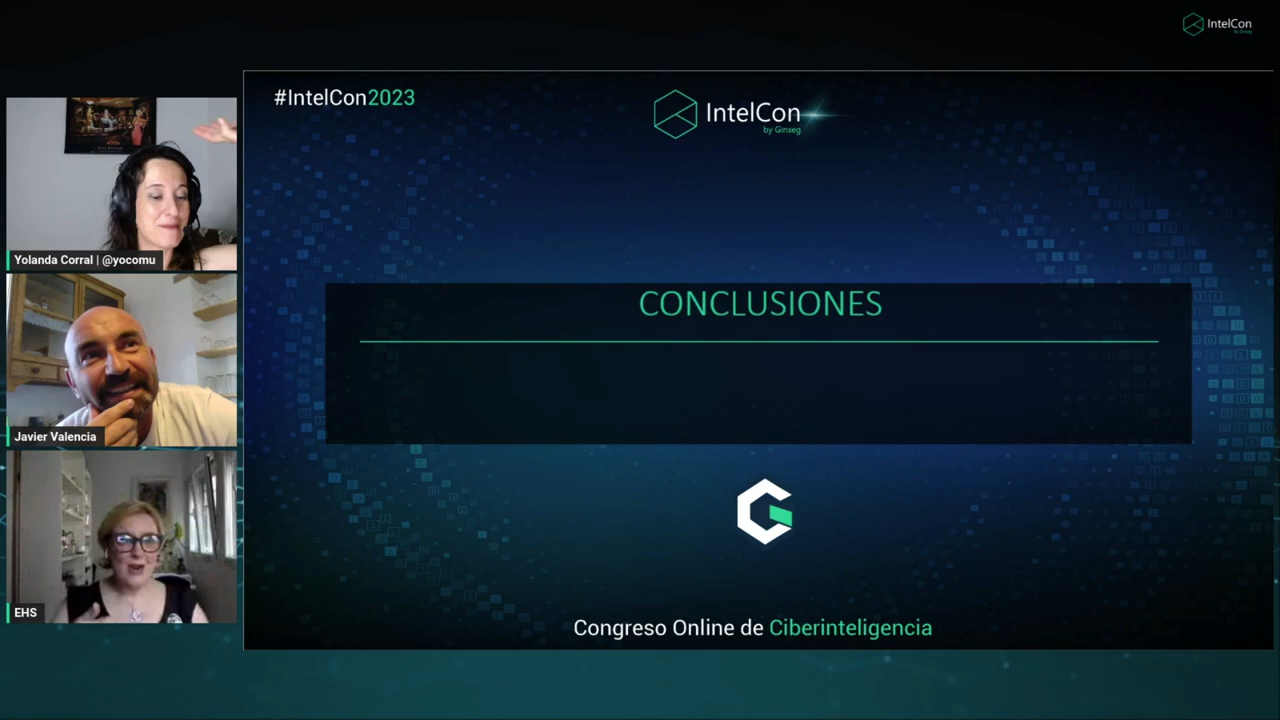 IntelCon
by Ginseg
#IntelCon2023
IntelCon
by Ginseg
Yolanda Corral | @yocomu
CONCLUSIONES
Javier Valencia
EHS
Congreso Online de Ciberinteligencia